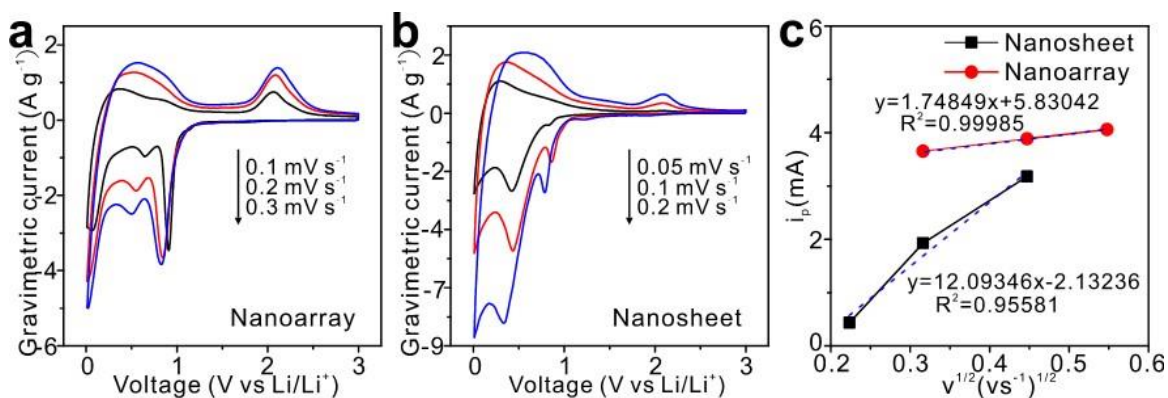 a
Gravimetric current (A g⁻¹)
2
0
-2
-4
-6
0.1 mV s⁻¹
0.2 mV s⁻¹
0.3 mV s⁻¹
Nanoarray
0 1 2 3
Voltage (V vs Li/Li⁺)
b
Gravimetric current (A g⁻¹)
2
0
-2
-7
-9
0.05 mV s⁻¹
0.1 mV s⁻¹
0.2 mV s⁻¹
Nanosheet
0 1 2 3
Voltage (V vs Li/Li⁺)
c
iₚ(mA)
6
4
2
0
Nanosheet
Nanoarray
y=1.74849x+5.83042
R²=0.99985
y=12.09346x-2.13236
R²=0.95581
0.2 0.3 0.4 0.5 0.6
v¹ᐟ²(vs⁻¹)¹ᐟ²